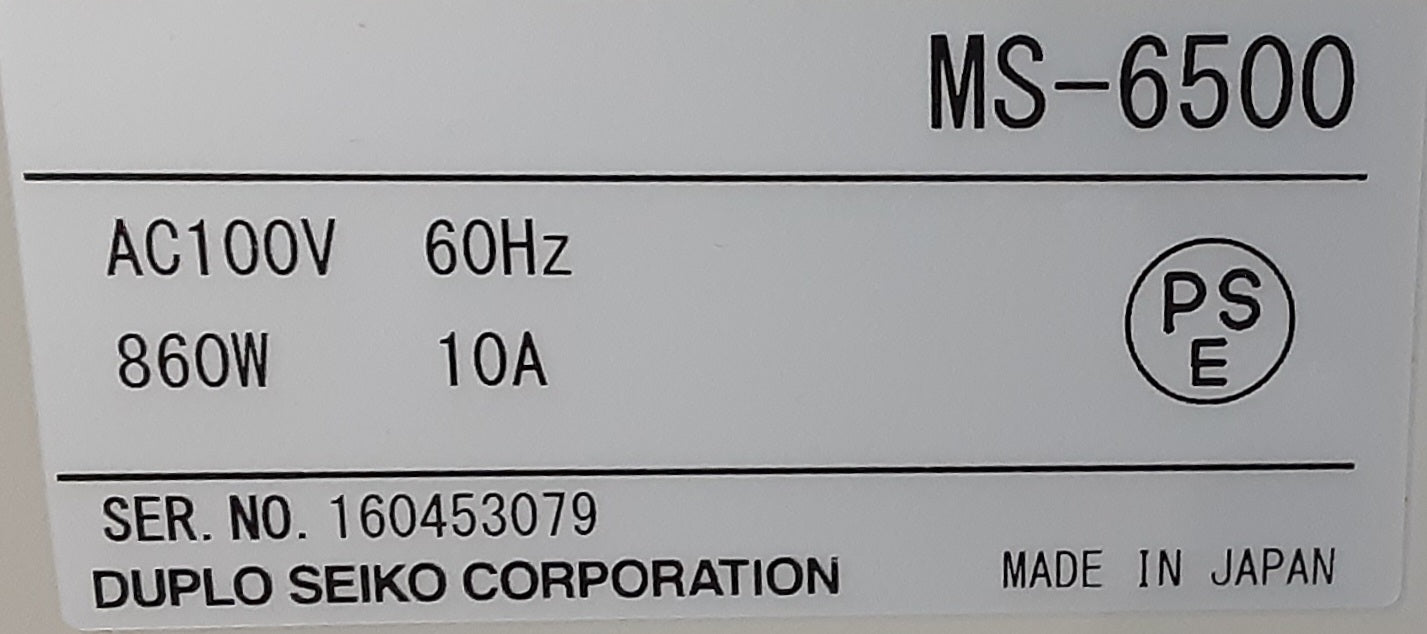 MS-6500
AC100V 60Hz
860W 10A
PS
E
SER. NO. 160453079
DUPLO SEIKO CORPORATION
MADE IN JAPAN